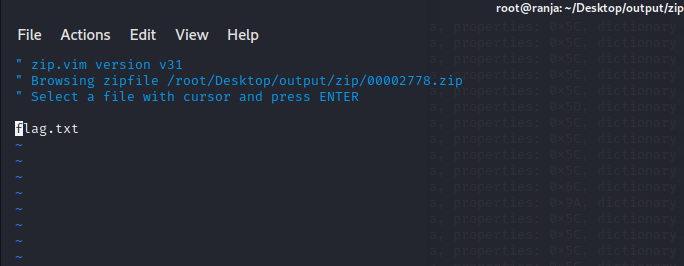 root@ranja: ~/Desktop/output/zip
File Actions Edit View Help
" zip.vim version v31
" Browsing zipfile /root/Desktop/output/zip/00002778.zip
" Select a file with cursor and press ENTER
flag.txt
~
~
~
~
~
~
~
~